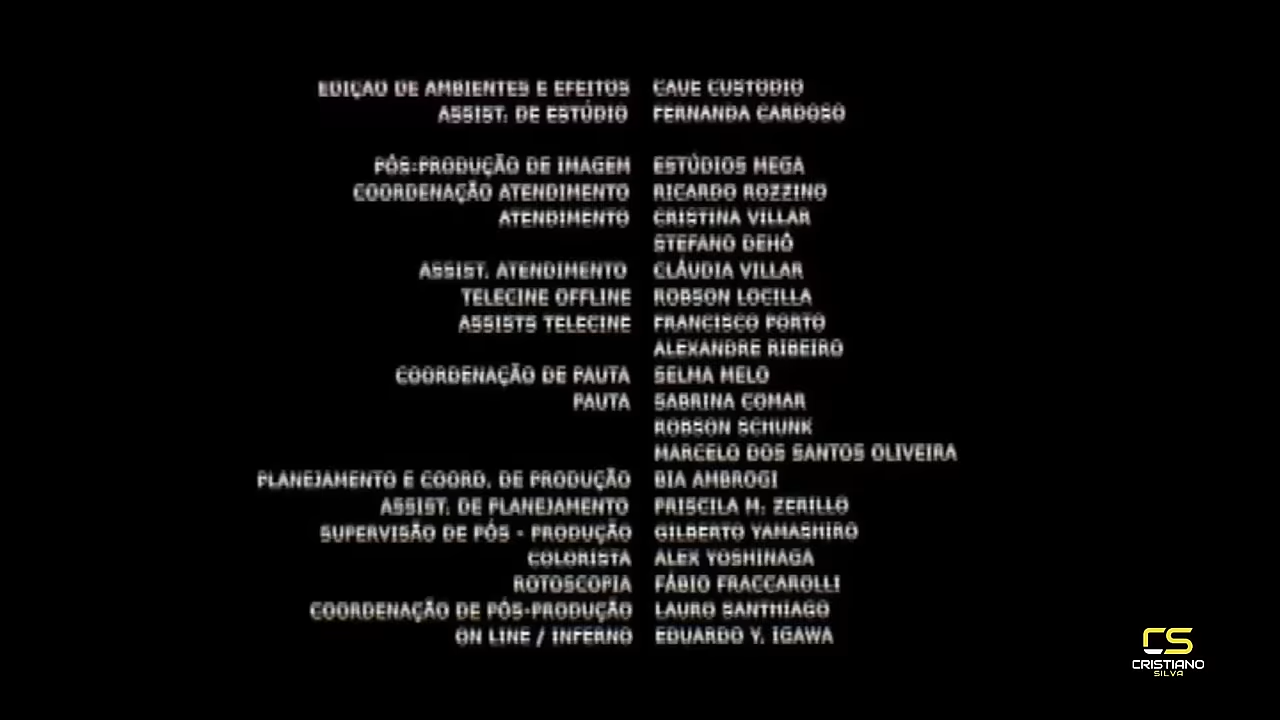 EDIÇÃO DE AMBIENTES E EFEITOS CAUE CUSTÓDIO
ASSIST. DE ESTÚDIO FERNANDA CARDOSO
PÓS-PRODUÇÃO DE IMAGEM ESTÚDIOS MEGA
COORDENAÇÃO ATENDIMENTO RICARDO ROZZINO
ATENDIMENTO CRISTINA VILLAR
STEFANO DEHÔ
ASSIST. ATENDIMENTO CLÁUDIA VILLAR
TELECINE OFFLINE ROBSON LOCILLA
ASSISTS TELECINE FRANCISCO PORTO
ALEXANDRE RIBEIRO
COORDENAÇÃO DE PAUTA SELMA MELO
PAUTA SABRINA COMAR
ROBSON SCHUNK
MARCELO DOS SANTOS OLIVEIRA
PLANEJAMENTO E COORD. DE PRODUÇÃO BIA AMBROGI
ASSIST. DE PLANEJAMENTO PRISCILA M. ZERILLO
SUPERVISÃO DE PÓS - PRODUÇÃO GILBERTO YAMASHIRO
COLORISTA ALEX YOSHINAGA
ROTOSCOPIA FÁBIO FRACCAROLLI
COORDENAÇÃO DE PÓS-PRODUÇÃO LAURO SANTHIAGO
ON LINE / INFERNO EDUARDO Y. IGAWA
CS
CRISTIANO
SILVA